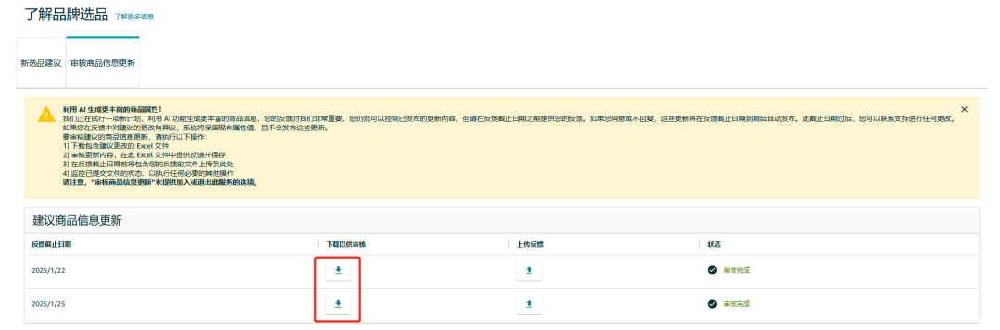 了解品牌选品 了解更多信息
新选品建议 审核商品信息更新
利用 AI 生成更丰富的商品属性！
我们正在试行一项新计划，利用 AI 功能生成更丰富的商品信息，您的反馈对我们非常重要。您仍然可以控制已发布的更新内容，但请在反馈截止日期之前提供您的反馈。如果您同意或不回复，这些更新将在反馈截止日期到期后自动发布。此截止日期过后，您可以联系支持进行任何更改。
如果您在反馈中对建议的更改有异议，系统将保留现有属性值，且不会发布这些更新。
要审核建议的商品信息更新，请执行以下操作：
1) 下载包含建议更改的 Excel 文件
2) 审核更新内容，在此 Excel 文件中提供反馈并保存
3) 在反馈截止日期前将包含您的反馈的文件上传到此处
4) 监控已提交文件的状态，以执行任何必要的其他操作
请注意，“审核商品信息更新”未提供加入或退出此服务的选项。
建议商品信息更新
反馈截止日期 下载以供审核 上传反馈 状态
2025/1/22 审核完成
2025/1/25 审核完成